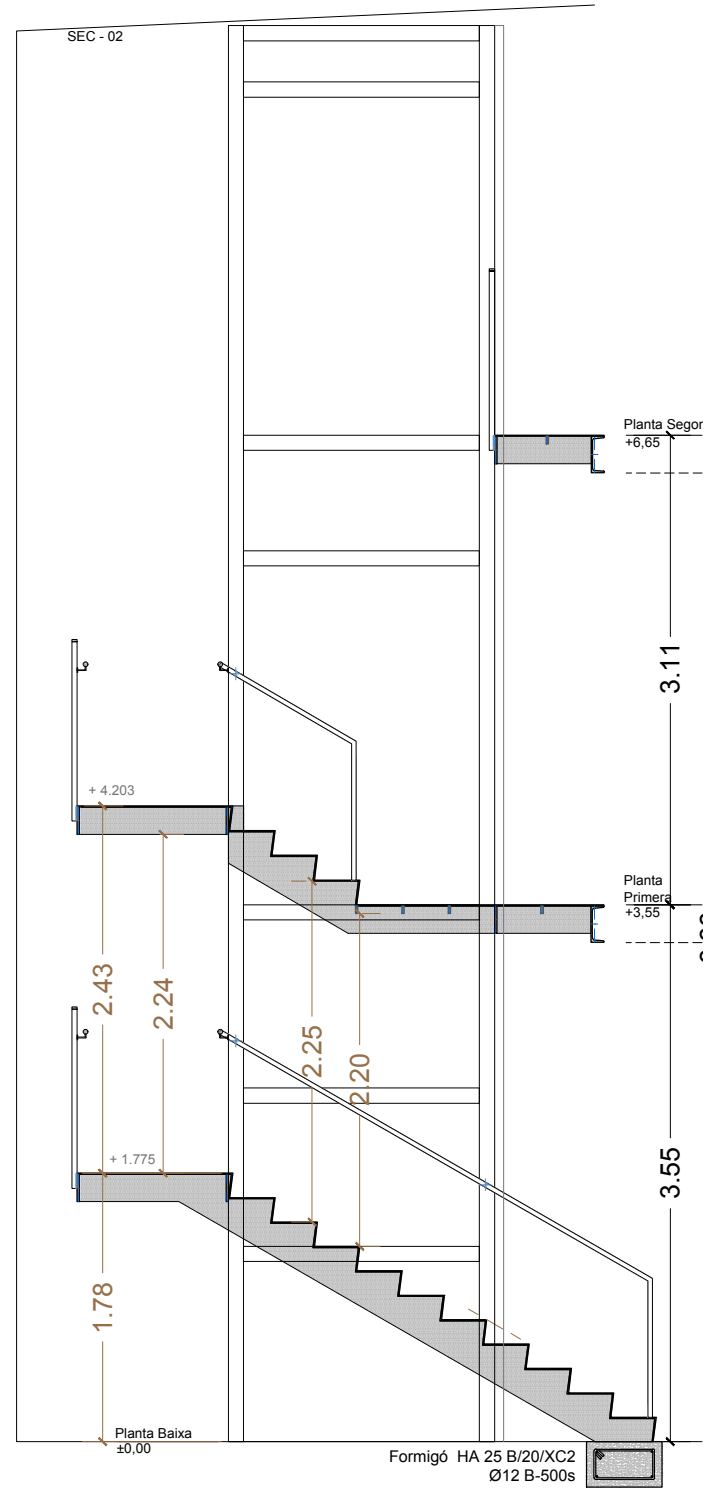 SEC - 02
Planta Segon
+6,65
3.11
+ 4.203
Planta
Primera
+3,55
2.43
2.24
2.25
2.20
+ 1.775
3.55
1.78
Planta Baixa
±0,00
Formigó HA 25 B/20/XC2
Ø12 B-500s